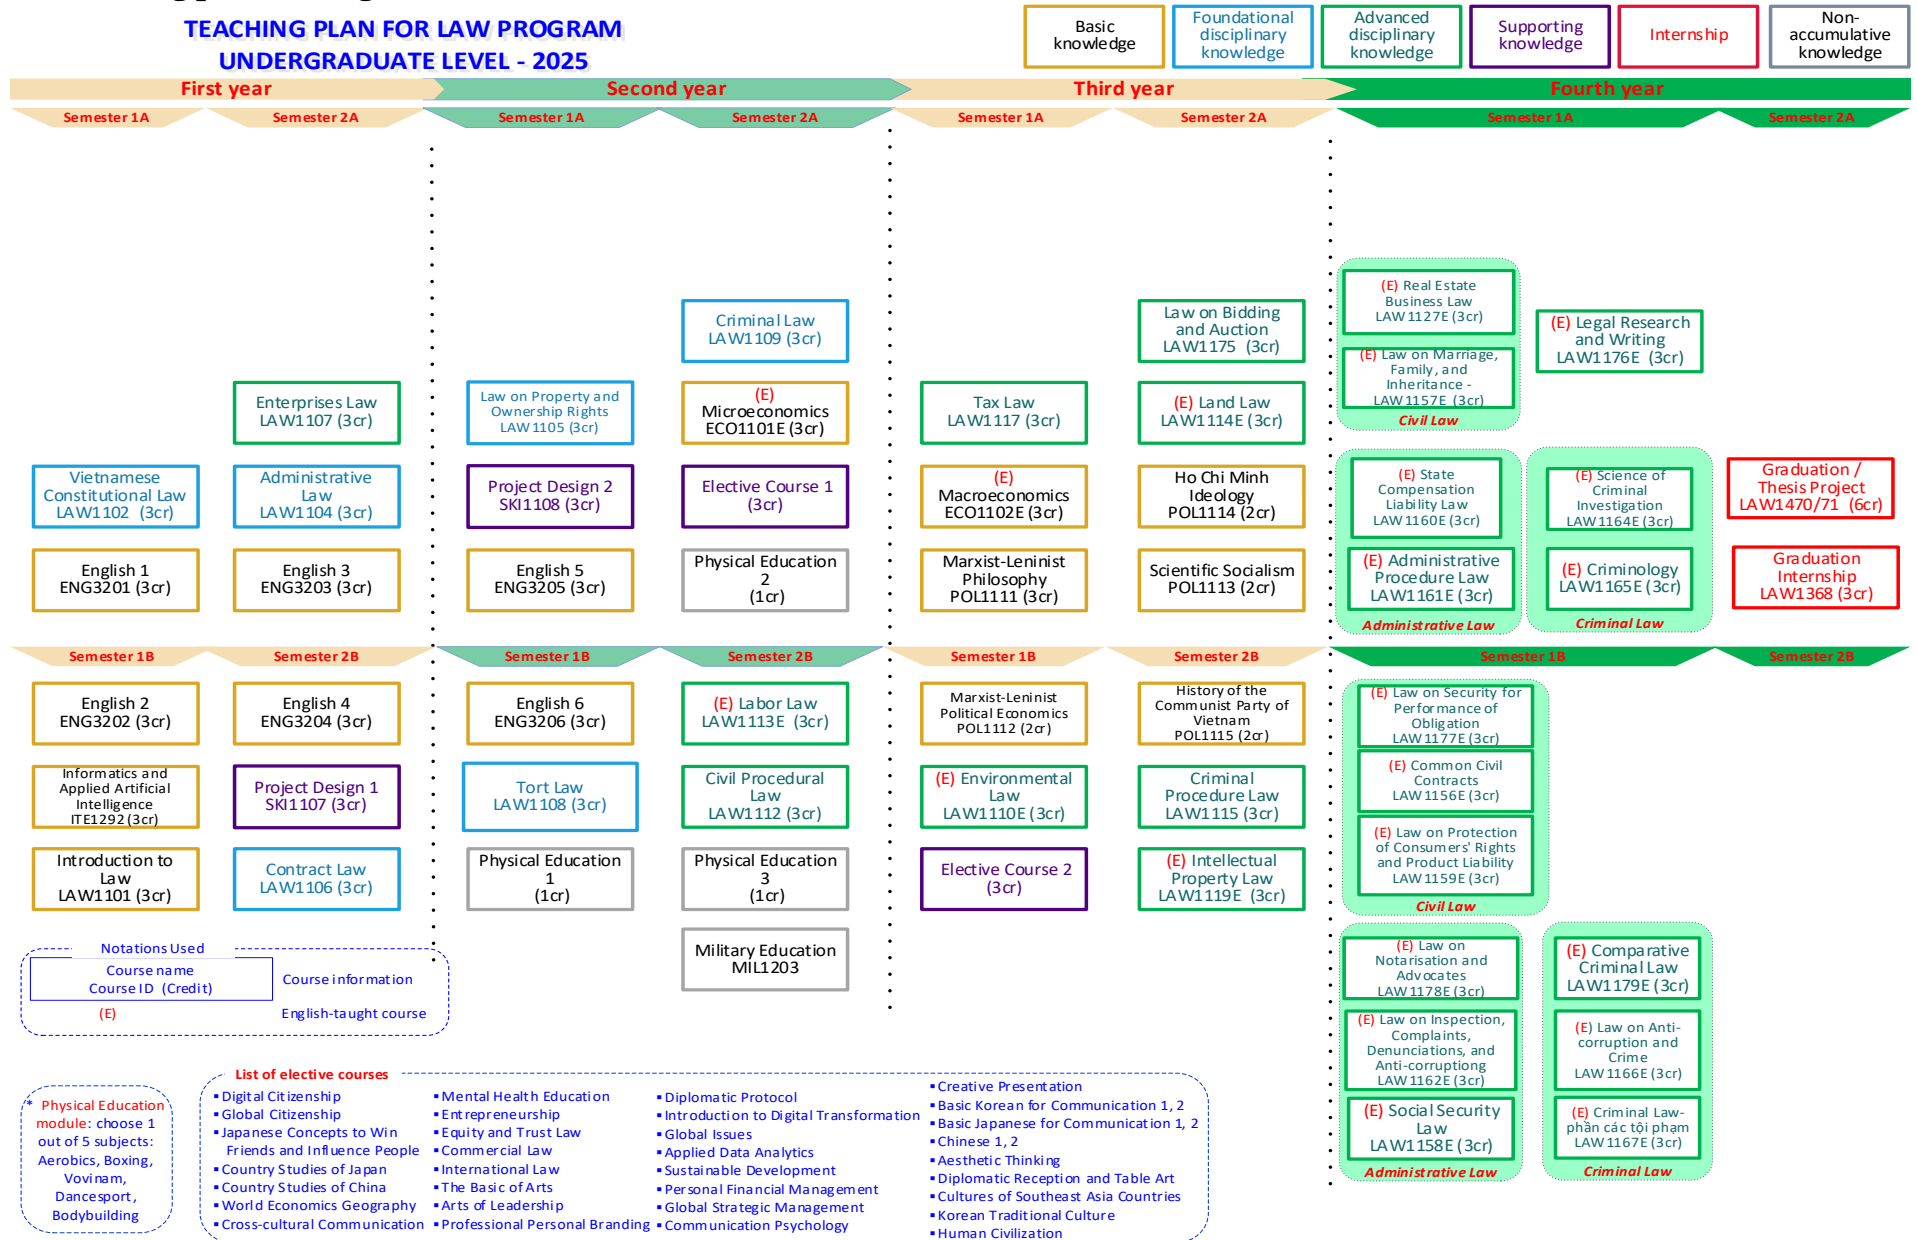 TEACHING PLAN FOR LAW PROGRAM
UNDERGRADUATE LEVEL - 2025
Basic
knowledge
Foundational
disciplinary
knowledge
Advanced
disciplinary
knowledge
Supporting
knowledge
Internship
Non-
accumulative
knowledge
First year
Second year
Third year
Fourth year
Semester 1A
Semester 2A
Semester 1A
Semester 2A
Semester 1A
Semester 2A
Semester 1A
Semester 2A
Vietnamese
Constitutional Law
LAW1102 (3cr)
English 1
ENG3201 (3cr)
Enterprises Law
LAW1107 (3cr)
Administrative
Law
LAW1104 (3cr)
English 3
ENG3203 (3cr)
Law on Property and
Ownership Rights
LAW1105 (3cr)
Project Design 2
SKI1108 (3cr)
English 5
ENG3205 (3cr)
Criminal Law
LAW1109 (3cr)
(E)
Microeconomics
ECO1101E (3cr)
Elective Course 1
(3cr)
Physical Education
2
(1cr)
Tax Law
LAW1117 (3cr)
(E)
Macroeconomics
ECO1102E (3cr)
Marxist-Leninist
Philosophy
POL1111 (3cr)
Law on Bidding
and Auction
LAW1175 (3cr)
(E) Land Law
LAW1114E (3cr)
Ho Chi Minh
Ideology
POL1114 (2cr)
Scientific Socialism
POL1113 (2cr)
(E) Real Estate
Business Law
LAW1127E (3cr)
(E) Law on Marriage,
Family, and
Inheritance -
LAW1157E (3cr)
Civil Law
(E) Legal Research
and Writing
LAW1176E (3cr)
(E) State
Compensation
Liability Law
LAW1160E (3cr)
(E) Administrative
Procedure Law
LAW1161E (3cr)
Administrative Law
(E) Science of
Criminal
Investigation
LAW1164E (3cr)
(E) Criminology
LAW1165E (3cr)
Criminal Law
Graduation /
Thesis Project
LAW1470/71 (6cr)
Graduation
Internship
LAW1368 (3cr)
Semester 1B
Semester 2B
Semester 1B
Semester 2B
Semester 1B
Semester 2B
Semester 1B
Semester 2B
English 2
ENG3202 (3cr)
Informatics and
Applied Artificial
Intelligence
ITE1292 (3cr)
Introduction to
Law
LAW1101 (3cr)
English 4
ENG3204 (3cr)
Project Design 1
SKI1107 (3cr)
Contract Law
LAW1106 (3cr)
English 6
ENG3206 (3cr)
Tort Law
LAW1108 (3cr)
Physical Education
1
(1cr)
(E) Labor Law
LAW1113E (3cr)
Civil Procedural
Law
LAW1112 (3cr)
Physical Education
3
(1cr)
Military Education
MIL1203
Marxist-Leninist
Political Economics
POL1112 (2cr)
(E) Environmental
Law
LAW1110E (3cr)
Elective Course 2
(3cr)
History of the
Communist Party of
Vietnam
POL1115 (2cr)
Criminal
Procedure Law
LAW1115 (3cr)
(E) Intellectual
Property Law
LAW1119E (3cr)
(E) Law on Security for
Performance of
Obligation
LAW1177E (3cr)
(E) Common Civil
Contracts
LAW1156E (3cr)
(E) Law on Protection
of Consumers' Rights
and Product Liability
LAW1159E (3cr)
Civil Law
(E) Law on
Notarisation and
Advocates
LAW1178E (3cr)
(E) Law on Inspection,
Complaints,
Denunciations, and
Anti-corruptiong
LAW1162E (3cr)
(E) Social Security
Law
LAW1158E (3cr)
Administrative Law
(E) Comparative
Criminal Law
LAW1179E (3cr)
(E) Law on Anti-
corruption and
Crime
LAW1166E (3cr)
(E) Criminal Law-
phần các tội phạm
LAW1167E (3cr)
Criminal Law
Notations Used
Course name
Course ID (Credit)
Course information
(E)
English-taught course
* Physical Education
module: choose 1
out of 5 subjects:
Aerobics, Boxing,
Vovinam,
Dancesport,
Bodybuilding
List of elective courses
▪ Digital Citizenship
▪ Global Citizenship
▪ Japanese Concepts to Win
Friends and Influence People
▪ Country Studies of Japan
▪ Country Studies of China
▪ World Economics Geography
▪ Cross-cultural Communication
▪ Mental Health Education
▪ Entrepreneurship
▪ Equity and Trust Law
▪ Commercial Law
▪ International Law
▪ The Basic of Arts
▪ Arts of Leadership
▪ Professional Personal Branding
▪ Diplomatic Protocol
▪ Introduction to Digital Transformation
▪ Global Issues
▪ Applied Data Analytics
▪ Sustainable Development
▪ Personal Financial Management
▪ Global Strategic Management
▪ Communication Psychology
▪ Creative Presentation
▪ Basic Korean for Communication 1, 2
▪ Basic Japanese for Communication 1, 2
▪ Chinese 1, 2
▪ Aesthetic Thinking
▪ Diplomatic Reception and Table Art
▪ Cultures of Southeast Asia Countries
▪ Korean Traditional Culture
▪ Human Civilization